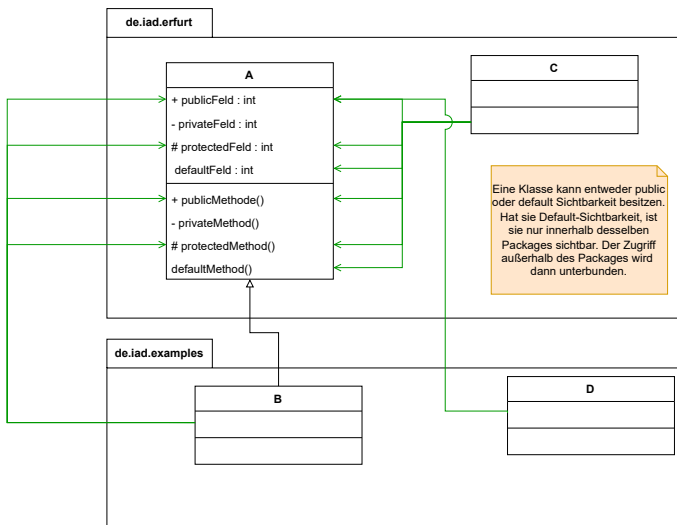 de.iad.erfurt
A
+ publicFeld : int
- privateFeld : int
# protectedFeld : int
defaultFeld : int
+ publicMethode()
- privateMethod()
# protectedMethod()
defaultMethod()
C
Eine Klasse kann entweder public
oder default Sichtbarkeit besitzen.
Hat sie Default-Sichtbarkeit, ist
sie nur innerhalb desselben
Packages sichtbar. Der Zugriff
außerhalb des Packages wird
dann unterbunden.
de.iad.examples
B
D